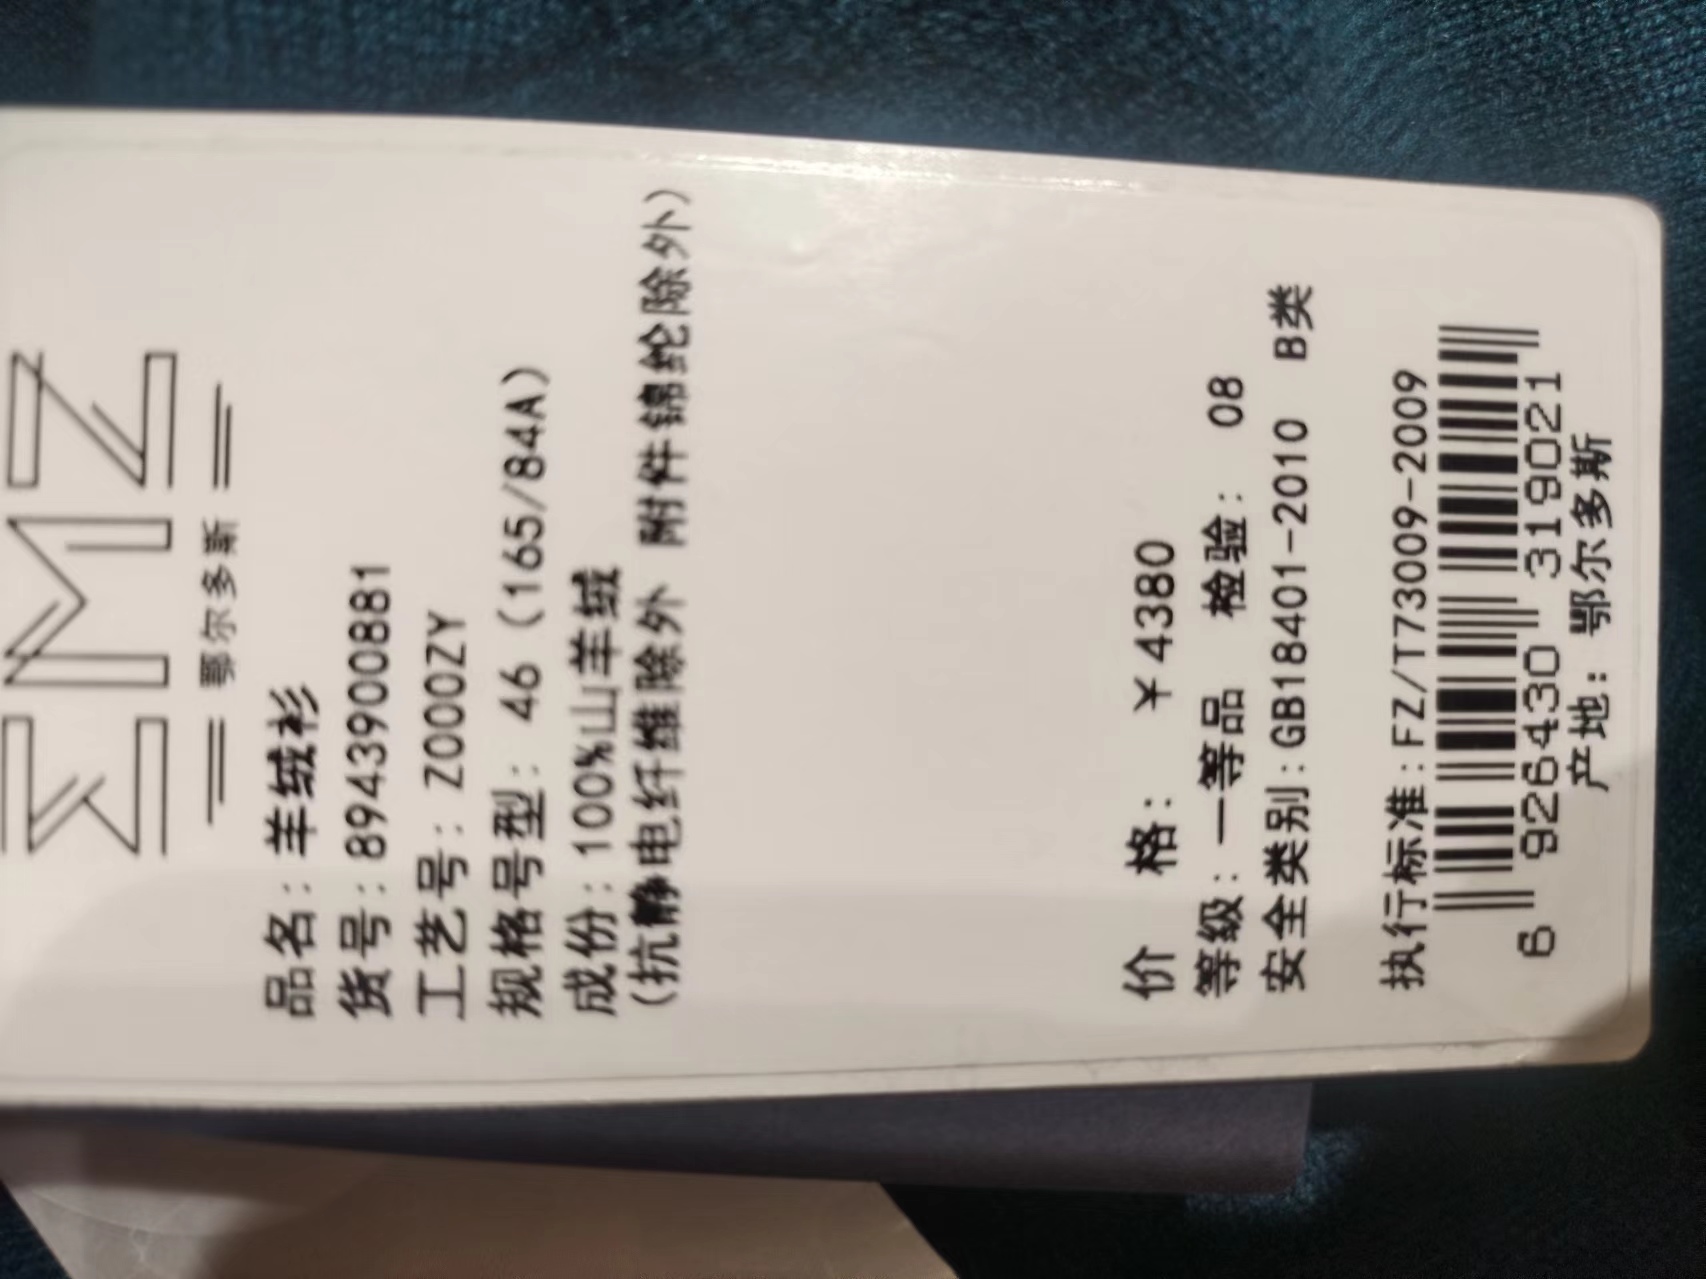 EMZ
鄂尔多斯
品名：羊绒衫
货号：8943900881
工艺号：Z000ZY
规格号型：46（165/84A）
成份：100%山羊绒
（抗静电纤维除外 附件锦纶除外）
价 格：￥4380
等级：一等品 检验：08
安全类别：GB18401-2010 B类
执行标准：FZ/T73009-2009
6 926430 319021
产地：鄂尔多斯